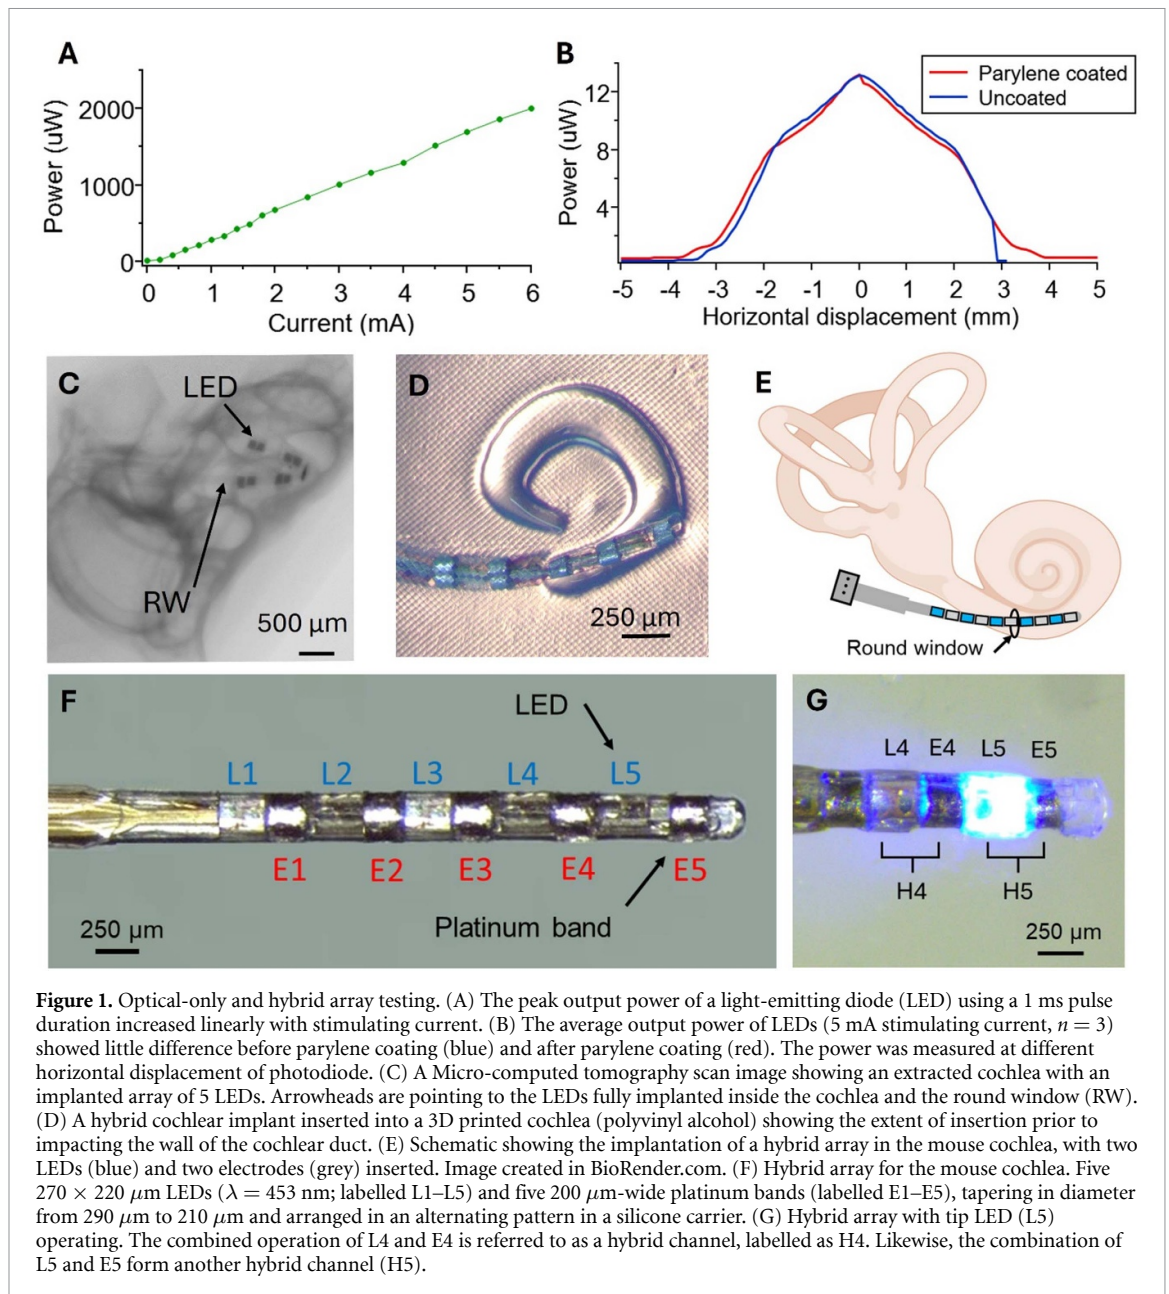 A
Power (uW)
2000
1000
0
0 1 2 3 4 5 6
Current (mA)
B
Power (uW)
12
8
4
Parylene coated
Uncoated
-5 -4 -3 -2 -1 0 1 2 3 4 5
Horizontal displacement (mm)
C
LED
RW
500 μm
D
250 μm
E
Round window
F
LED
L1 L2 L3 L4 L5
E1 E2 E3 E4 E5
Platinum band
250 μm
G
L4 E4 L5 E5
H4 H5
250 μm
Figure 1. Optical-only and hybrid array testing. (A) The peak output power of a light-emitting diode (LED) using a 1 ms pulse
duration increased linearly with stimulating current. (B) The average output power of LEDs (5 mA stimulating current, n = 3)
showed little difference before parylene coating (blue) and after parylene coating (red). The power was measured at different
horizontal displacement of photodiode. (C) A Micro-computed tomography scan image showing an extracted cochlea with an
implanted array of 5 LEDs. Arrowheads are pointing to the LEDs fully implanted inside the cochlea and the round window (RW).
(D) A hybrid cochlear implant inserted into a 3D printed cochlea (polyvinyl alcohol) showing the extent of insertion prior to
impacting the wall of the cochlear duct. (E) Schematic showing the implantation of a hybrid array in the mouse cochlea, with two
LEDs (blue) and two electrodes (grey) inserted. Image created in BioRender.com. (F) Hybrid array for the mouse cochlea. Five
270 × 220 μm LEDs (λ = 453 nm; labelled L1–L5) and five 200 μm-wide platinum bands (labelled E1–E5), tapering in diameter
from 290 μm to 210 μm and arranged in an alternating pattern in a silicone carrier. (G) Hybrid array with tip LED (L5)
operating. The combined operation of L4 and E4 is referred to as a hybrid channel, labelled as H4. Likewise, the combination of
L5 and E5 form another hybrid channel (H5).